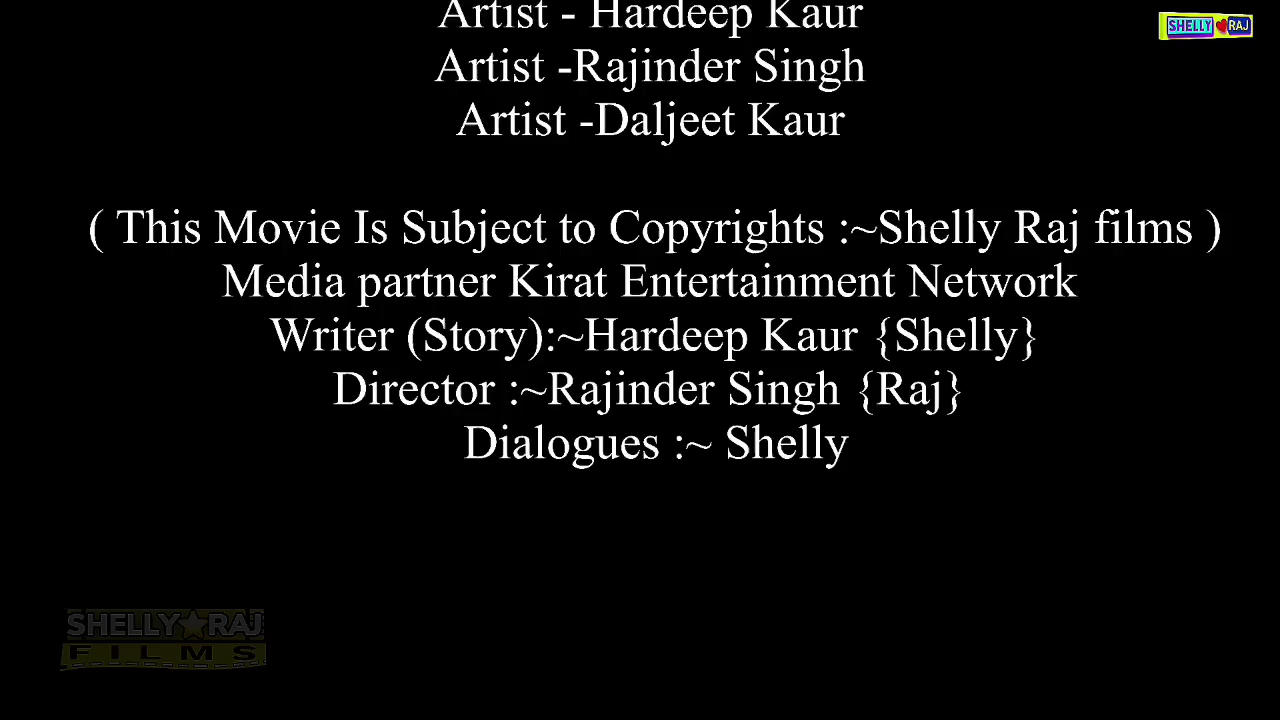 Artist - Hardeep Kaur
SHELLY RAJ
Artist -Rajinder Singh
Artist -Daljeet Kaur
( This Movie Is Subject to Copyrights :~Shelly Raj films )
Media partner Kirat Entertainment Network
Writer (Story):~Hardeep Kaur {Shelly}
Director :~Rajinder Singh {Raj}
Dialogues :~ Shelly
SHELLY RAJ
FILMS